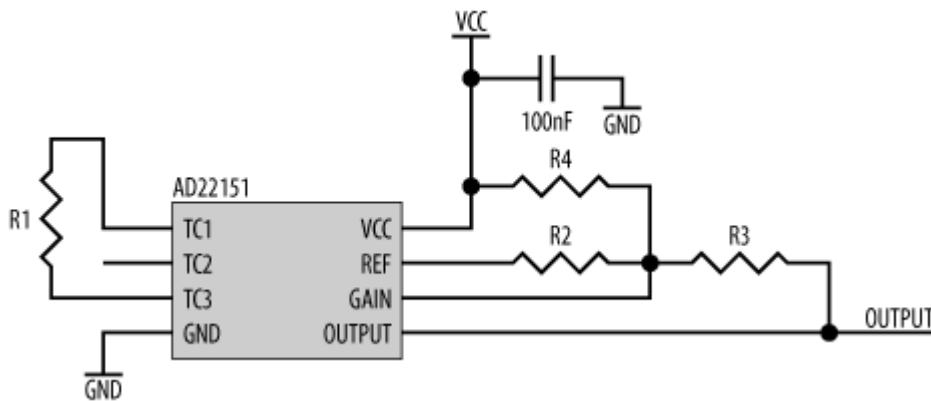 VCC
100nF
GND
R4
AD22151
R1
TC1
VCC
R2
R3
TC2
REF
TC3
GAIN
GND
OUTPUT
OUTPUT
GND